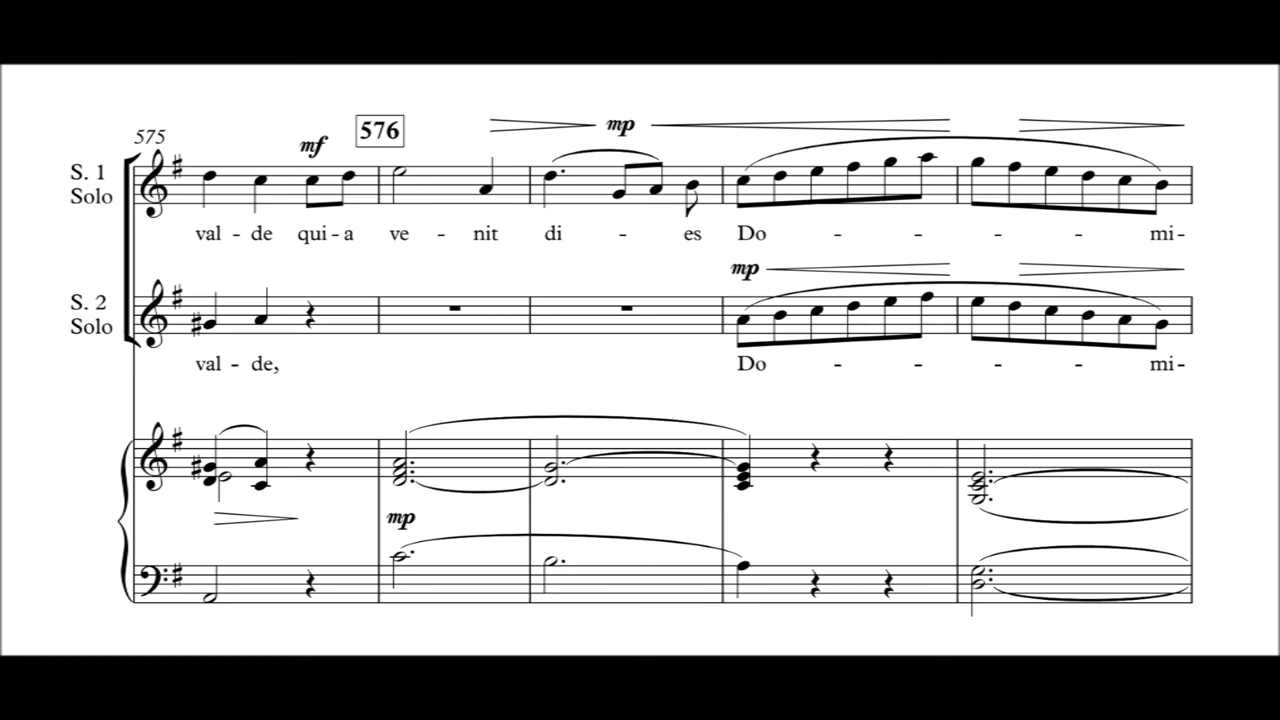 575
mf
576
mp
S. 1
Solo
val - de qui - a ve - nit di - es Do - - - - mi-
mp
S. 2
Solo
val - de, Do - - - - mi-
mp